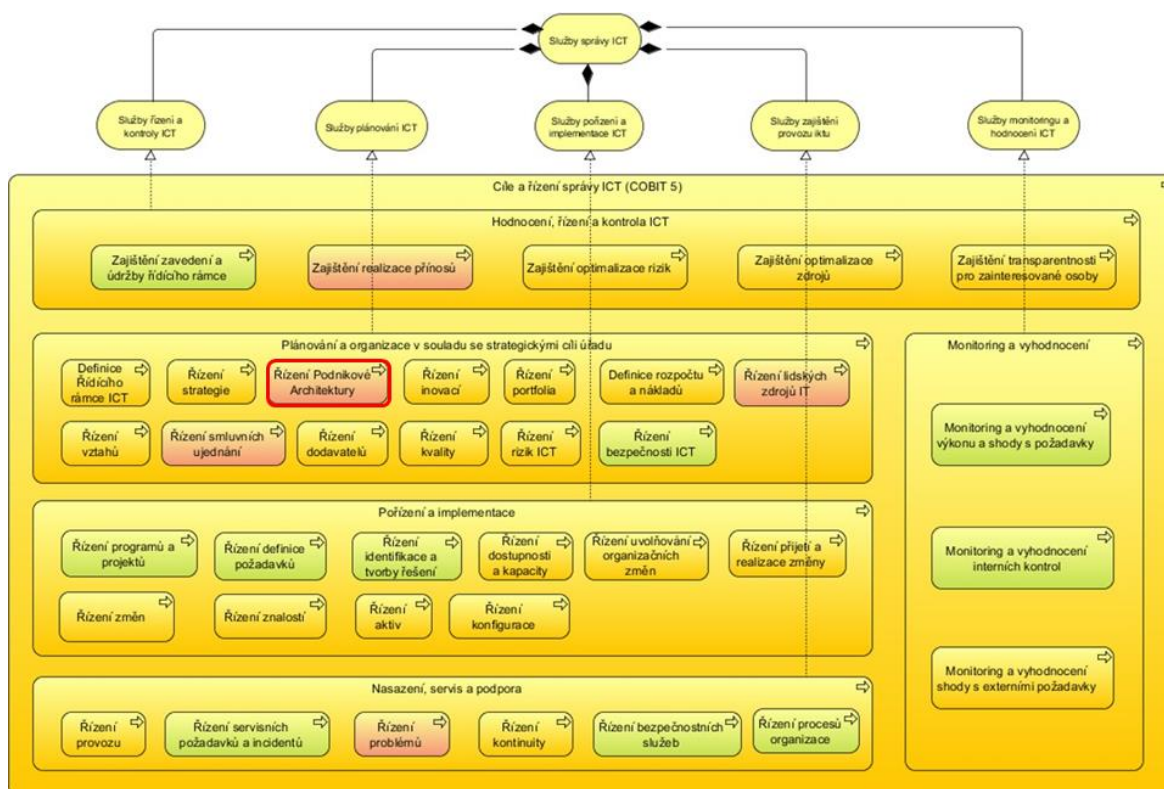 Služby správy ICT
Služby řízení a
kontroly ICT
Služby plánování ICT
Služby pořízení a
implementace ICT
Služby zajištění
provozu iktu
Služby monitoringu a
hodnocení ICT
Cíle a řízení správy ICT (COBIT 5)
Hodnocení, řízení a kontrola ICT
Zajištění zavedení a
údržby řídícího rámce
Zajištění realizace přínosů
Zajištění optimalizace rizik
Zajištění optimalizace
zdrojů
Zajištění transparentnosti
pro zainteresované osoby
Plánování a organizace v souladu se strategickými cíli úřadu
Definice
Řídícího
rámce ICT
Řízení
strategie
Řízení Podnikové
Architektury
Řízení
inovací
Řízení
portfolia
Definice rozpočtu
a nákladů
Řízení lidských
zdrojů IT
Řízení
vztahů
Řízení smluvních
ujednání
Řízení
dodavatelů
Řízení
kvality
Řízení
rizik ICT
Řízení
bezpečnosti ICT
Pořízení a implementace
Řízení programů a
projektů
Řízení definice
požadavků
Řízení
identifikace a
tvorby řešení
Řízení
dostupnosti
a kapacity
Řízení uvolňování
organizačních
změn
Řízení přijetí a
realizace změny
Řízení změn
Řízení znalostí
Řízení
aktiv
Řízení
konfigurace
Nasazení, servis a podpora
Řízení
provozu
Řízení servisních
požadavků a incidentů
Řízení
problémů
Řízení
kontinuity
Řízení bezpečnostních
služeb
Řízení procesů
organizace
Monitoring a vyhodnocení
Monitoring a vyhodnocení
výkonu a shody s požadavky
Monitoring a vyhodnocení
interních kontrol
Monitoring a vyhodnocení
shody s externími požadavky